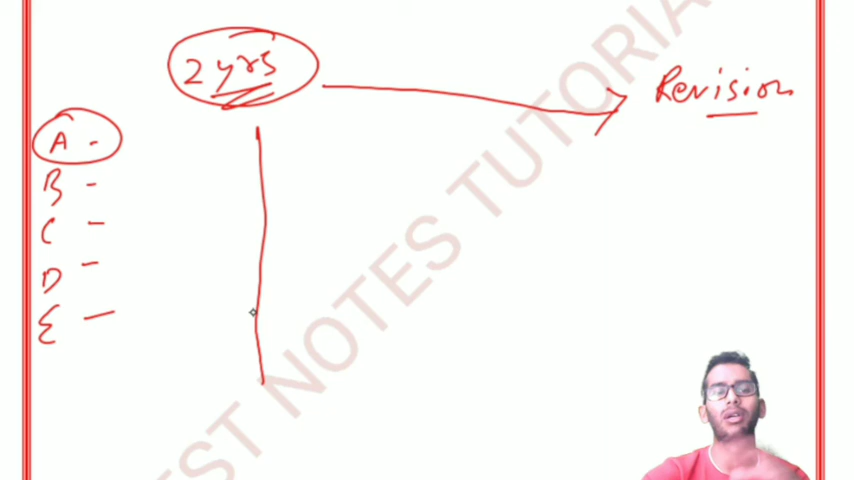 2 yrs
Revision
A -
B -
C -
D -
E -
EST NOTES TUTORIA